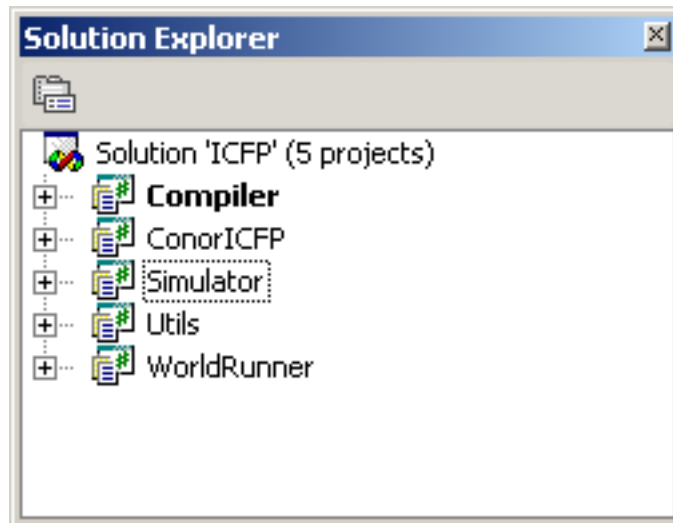 Solution Explorer
Solution 'ICFP' (5 projects)
Compiler
ConorICFP
Simulator
Utils
WorldRunner